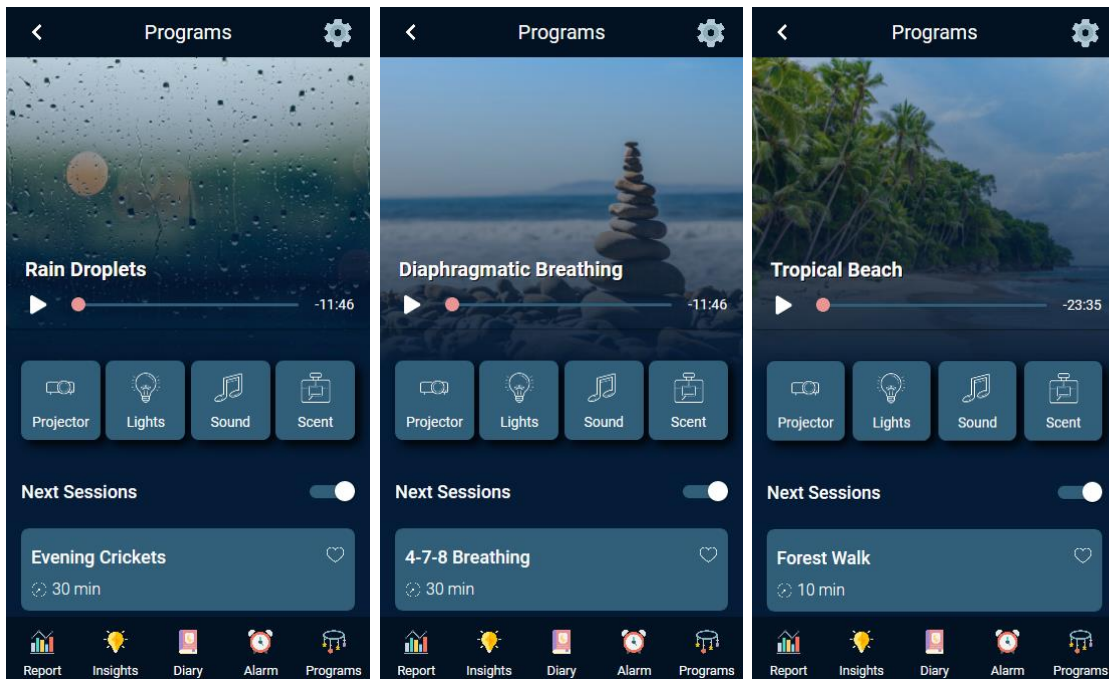 Programs
Rain Droplets
-11:46
Projector Lights Sound Scent
Next Sessions
Evening Crickets
30 min
Report Insights Diary Alarm Programs
Programs
Diaphragmatic Breathing
-11:46
Projector Lights Sound Scent
Next Sessions
4-7-8 Breathing
30 min
Report Insights Diary Alarm Programs
Programs
Tropical Beach
-23:35
Projector Lights Sound Scent
Next Sessions
Forest Walk
10 min
Report Insights Diary Alarm Programs